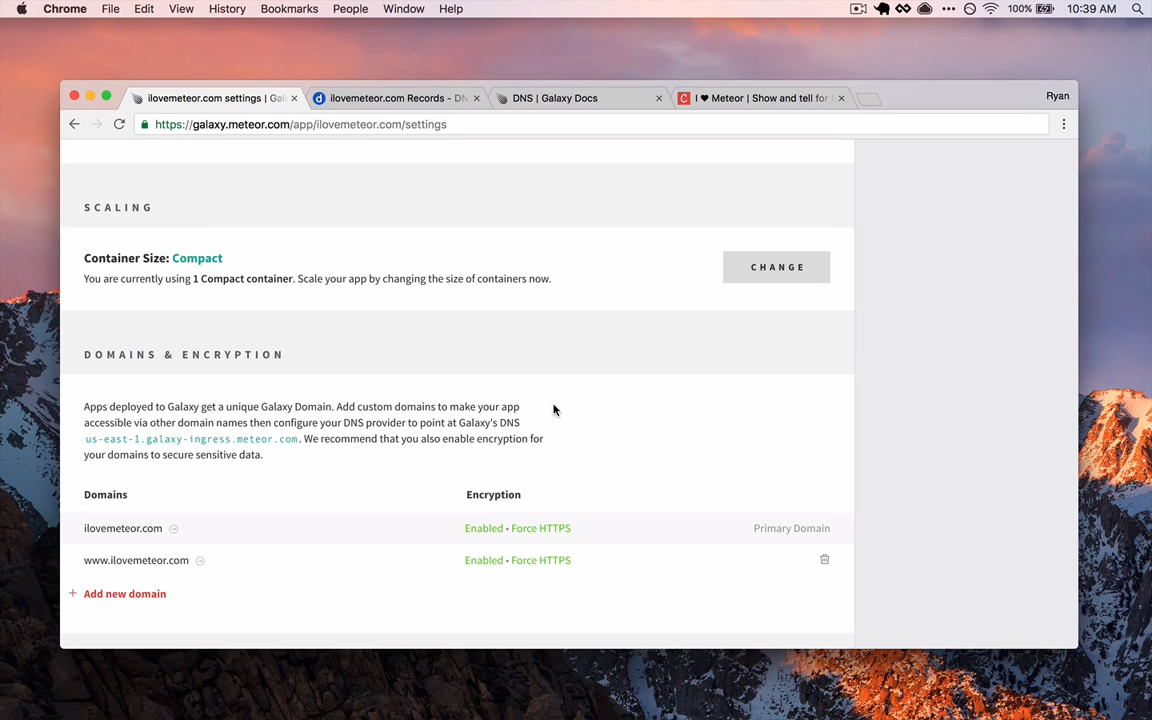 Chrome File Edit View History Bookmarks People Window Help 100% 10:39 AM
ilovemeteor.com settings | Ga
ilovemeteor.com Records - DN
DNS | Galaxy Docs
I ♥ Meteor | Show and tell for
Ryan
https://galaxy.meteor.com/app/ilovemeteor.com/settings
SCALING
Container Size: Compact
You are currently using 1 Compact container. Scale your app by changing the size of containers now.
CHANGE
DOMAINS & ENCRYPTION
Apps deployed to Galaxy get a unique Galaxy Domain. Add custom domains to make your app
accessible via other domain names then configure your DNS provider to point at Galaxy's DNS
us-east-1.galaxy-ingress.meteor.com. We recommend that you also enable encryption for
your domains to secure sensitive data.
Domains Encryption
ilovemeteor.com Enabled • Force HTTPS Primary Domain
www.ilovemeteor.com Enabled • Force HTTPS
+ Add new domain